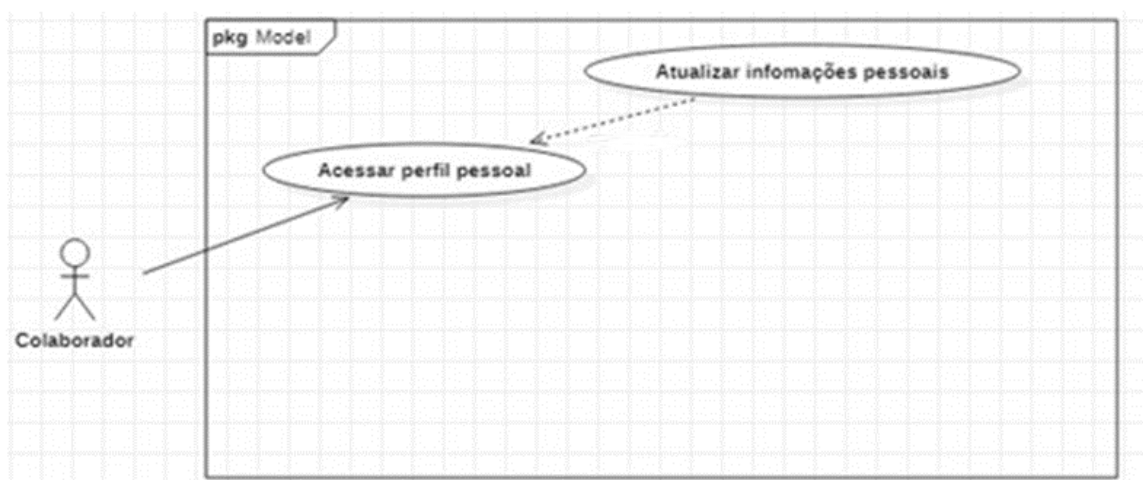 pkg Model
Atualizar infomações pessoais
Acessar perfil pessoal
Colaborador